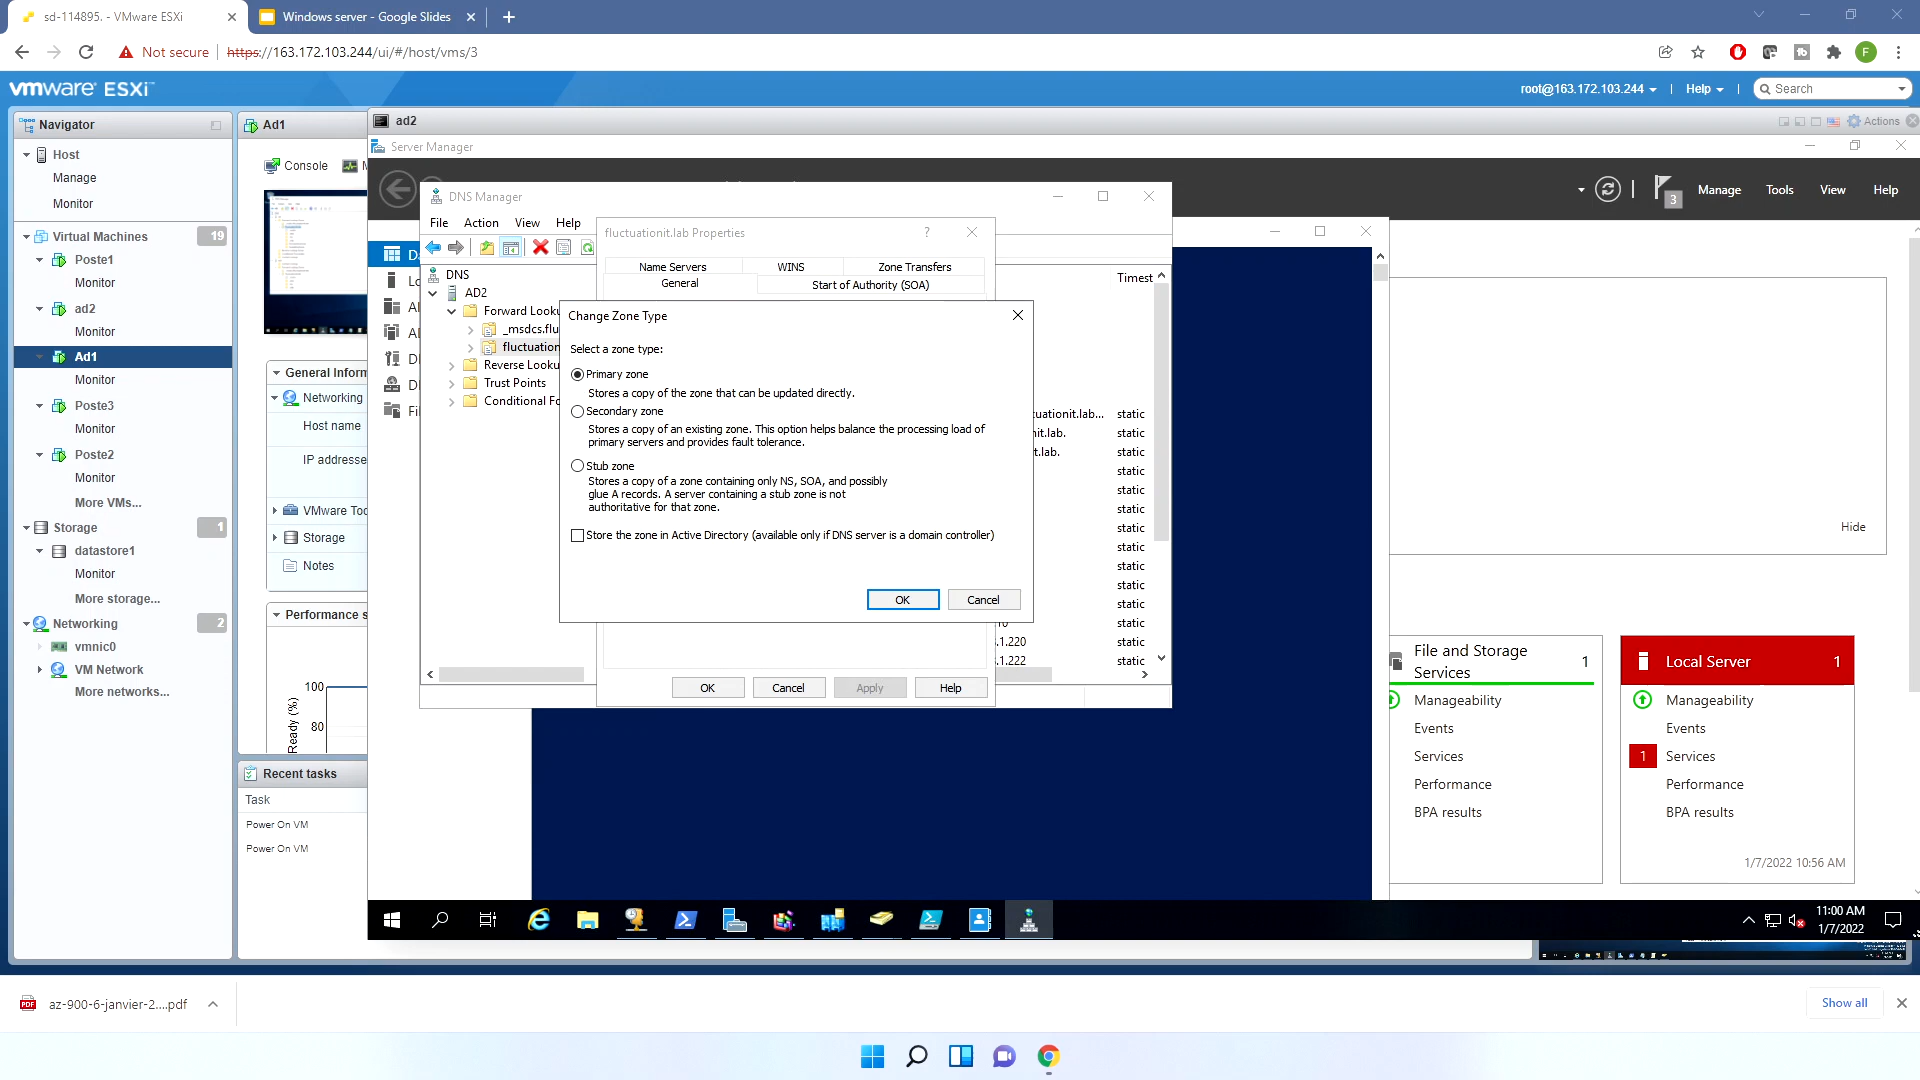 sd-114895. - VMware ESXi
Windows server - Google Slides
Not secure
https://163.172.103.244/ui/#/host/vms/3
F
vmware ESXi
root@163.172.103.244
Help
Search
Navigator
Host
Manage
Monitor
Virtual Machines 19
Poste1
Monitor
ad2
Monitor
Ad1
Monitor
Poste3
Monitor
Poste2
Monitor
More VMs...
Storage 1
datastore1
Monitor
More storage...
Networking 2
vmnic0
VM Network
More networks...
Ad1
Console
General Inform
Networking
Host name
IP addresse
VMware Too
Storage
Notes
Performance s
100
80
Ready (%)
Recent tasks
Task
Power On VM
Power On VM
ad2
Actions
Server Manager
3
Manage
Tools
View
Help
DNS Manager
File Action View Help
DNS
AD2
Forward Looku
_msdcs.flu
fluctuation
Reverse Looku
Trust Points
Conditional Fo
fluctuationit.lab Properties
?
Name Servers
WINS
Zone Transfers
General
Start of Authority (SOA)
Timest
Change Zone Type
Select a zone type:
Primary zone
Stores a copy of the zone that can be updated directly.
Secondary zone
Stores a copy of an existing zone. This option helps balance the processing load of
primary servers and provides fault tolerance.
Stub zone
Stores a copy of a zone containing only NS, SOA, and possibly
glue A records. A server containing a stub zone is not
authoritative for that zone.
Store the zone in Active Directory (available only if DNS server is a domain controller)
OK
Cancel
uationit.lab... static
it.lab. static
t.lab. static
static
static
static
static
static
static
static
static
static
.1.220 static
.1.222 static
OK
Cancel
Apply
Help
Hide
File and Storage
Services
1
Manageability
Events
Services
Performance
BPA results
Local Server 1
Manageability
Events
1 Services
Performance
BPA results
1/7/2022 10:56 AM
11:00 AM
1/7/2022
az-900-6-janvier-2....pdf
Show all